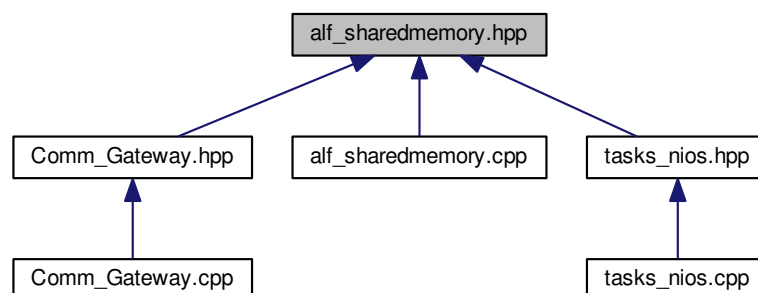 alf_sharedmemory.hpp
Comm_Gateway.hpp
alf_sharedmemory.cpp
tasks_nios.hpp
Comm_Gateway.cpp
tasks_nios.cpp